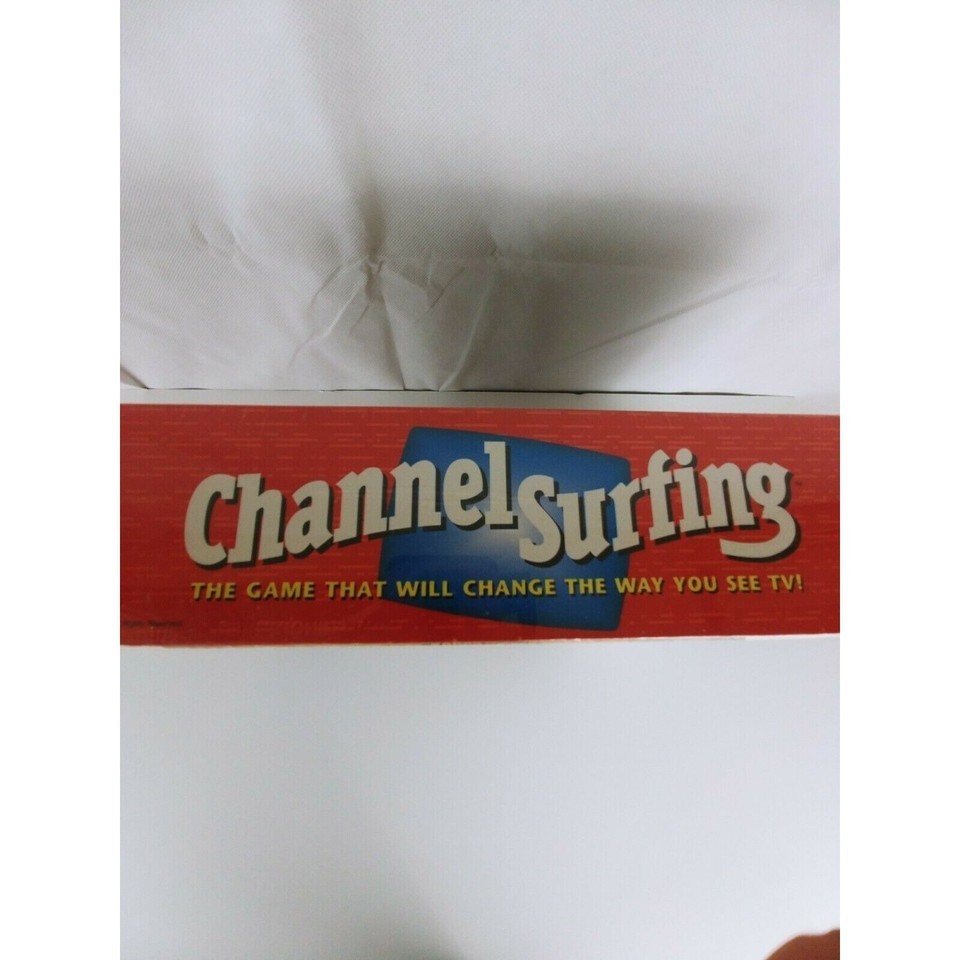 Channel Surfing
THE GAME THAT WILL CHANGE THE WAY YOU SEE TV!